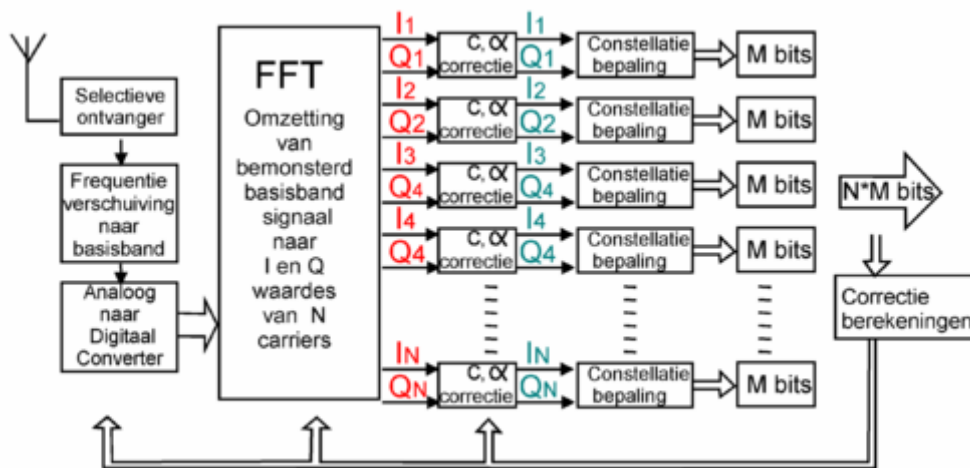 Selectieve
ontvanger
Frequentie
verschuiving
naar
basisband
Analoog
naar
Digitaal
Converter
FFT
Omzetting
van
bemonsterd
basisband
signaal
naar
I en Q
waardes
van N
carriers
I1
Q1
c, α
correctie
I1
Q1
Constellatie
bepaling
M bits
I2
Q2
c, α
correctie
I2
Q2
Constellatie
bepaling
M bits
I3
Q4
c, α
correctie
I3
Q4
Constellatie
bepaling
M bits
I4
Q4
c, α
correctie
I4
Q4
Constellatie
bepaling
M bits
IN
QN
c, α
correctie
IN
QN
Constellatie
bepaling
M bits
N*M bits
Correctie
berekeningen